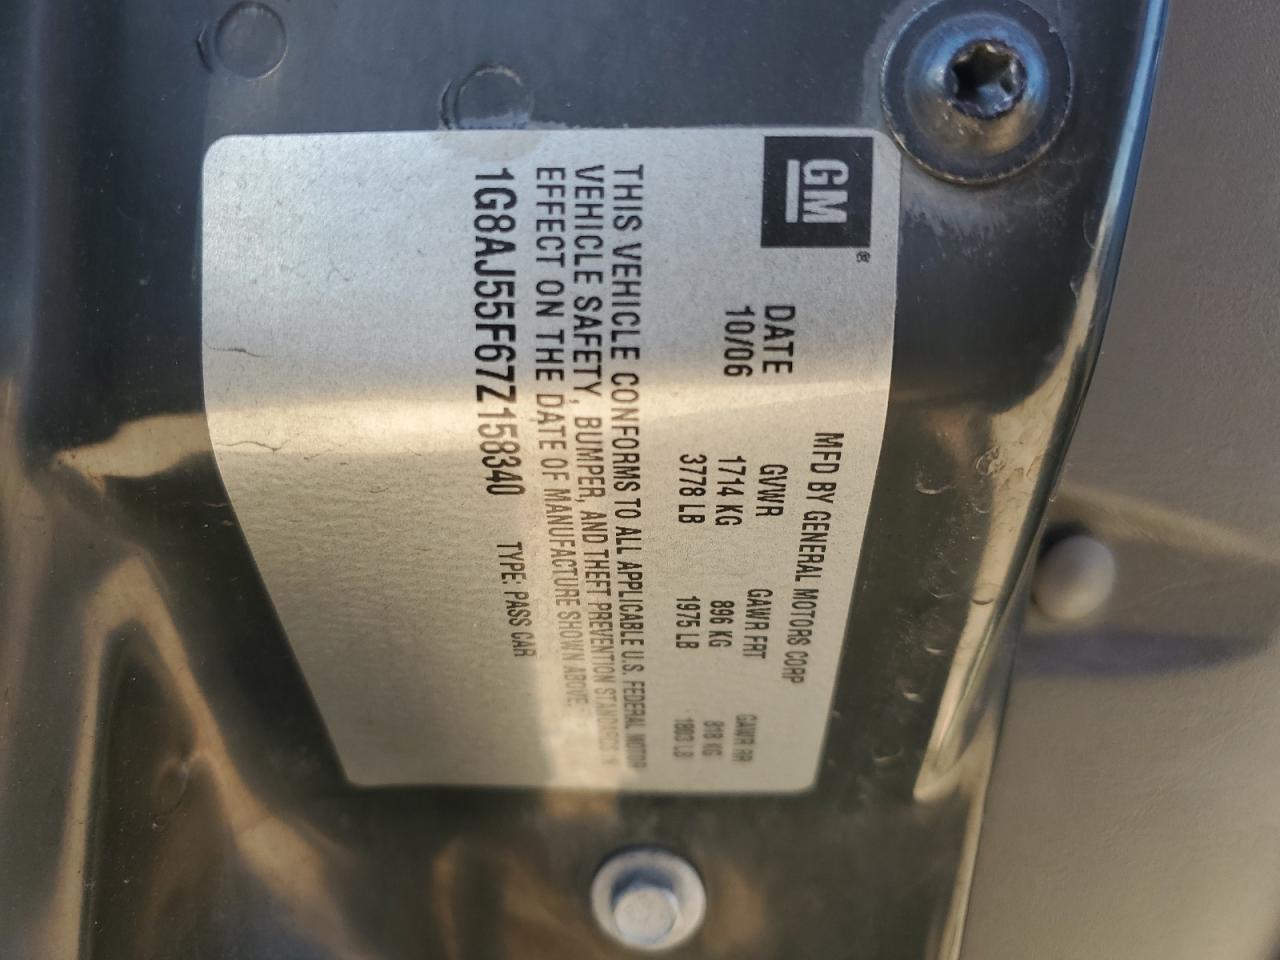 GM®
MFD BY GENERAL MOTORS CORP
DATE GVWR GAWR FRT GAWR RR
10/06 1714 KG 896 KG 818 KG
3778 LB 1975 LB 1803 LB
THIS VEHICLE CONFORMS TO ALL APPLICABLE U.S. FEDERAL MOTOR
VEHICLE SAFETY, BUMPER, AND THEFT PREVENTION STANDARDS IN
EFFECT ON THE DATE OF MANUFACTURE SHOWN ABOVE.
1G8AJ55F67Z158340 TYPE: PASS CAR